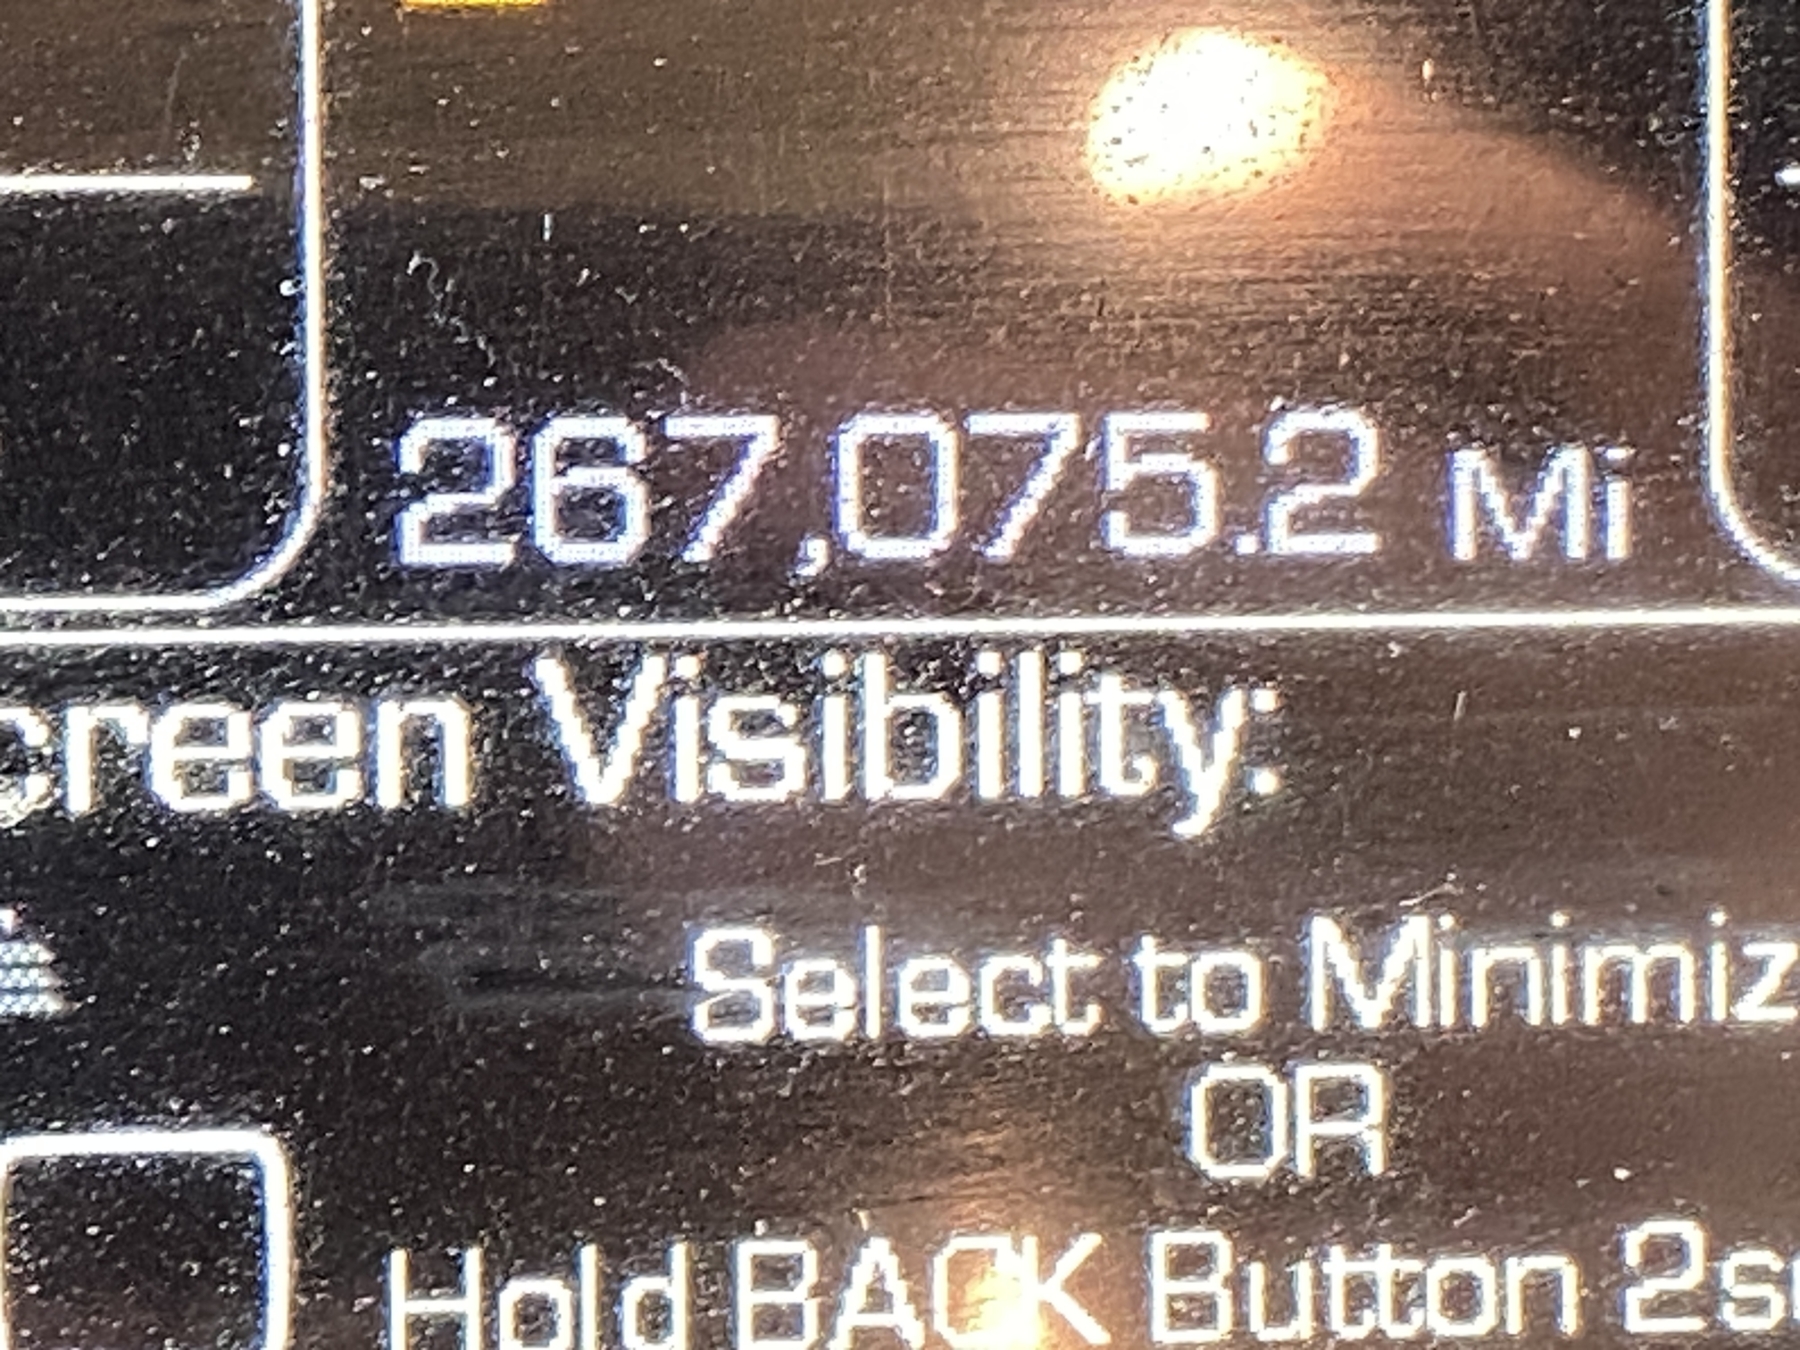 267,075.2 Mi
creen Visibility:
Select to Minimiz
OR
Hold BACK Button 2s